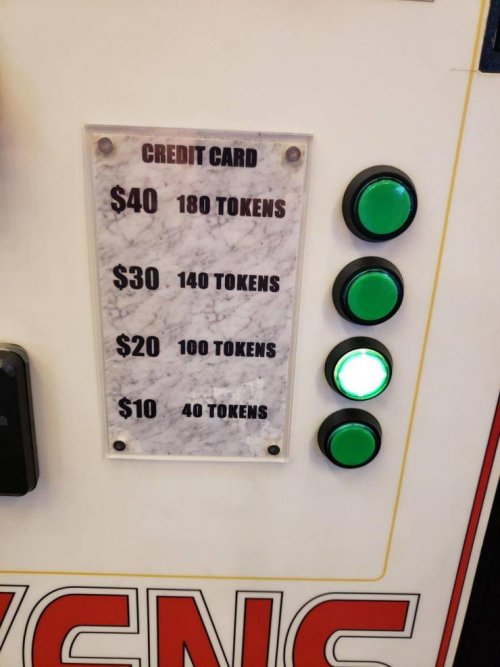 CREDIT CARD
$40 180 TOKENS
$30 140 TOKENS
$20 100 TOKENS
$10 40 TOKENS